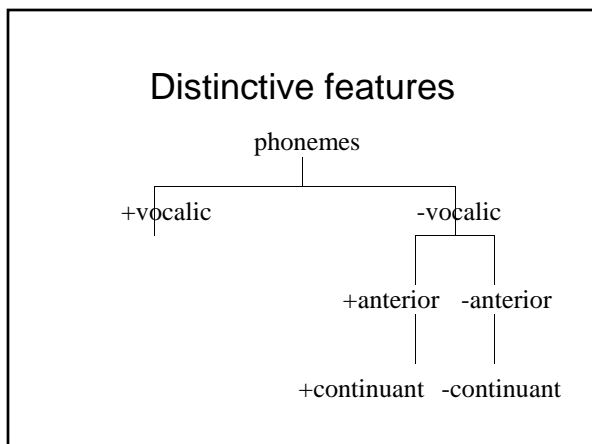 Distinctive features
phonemes
+vocalic -vocalic
+anterior -anterior
+continuant -continuant